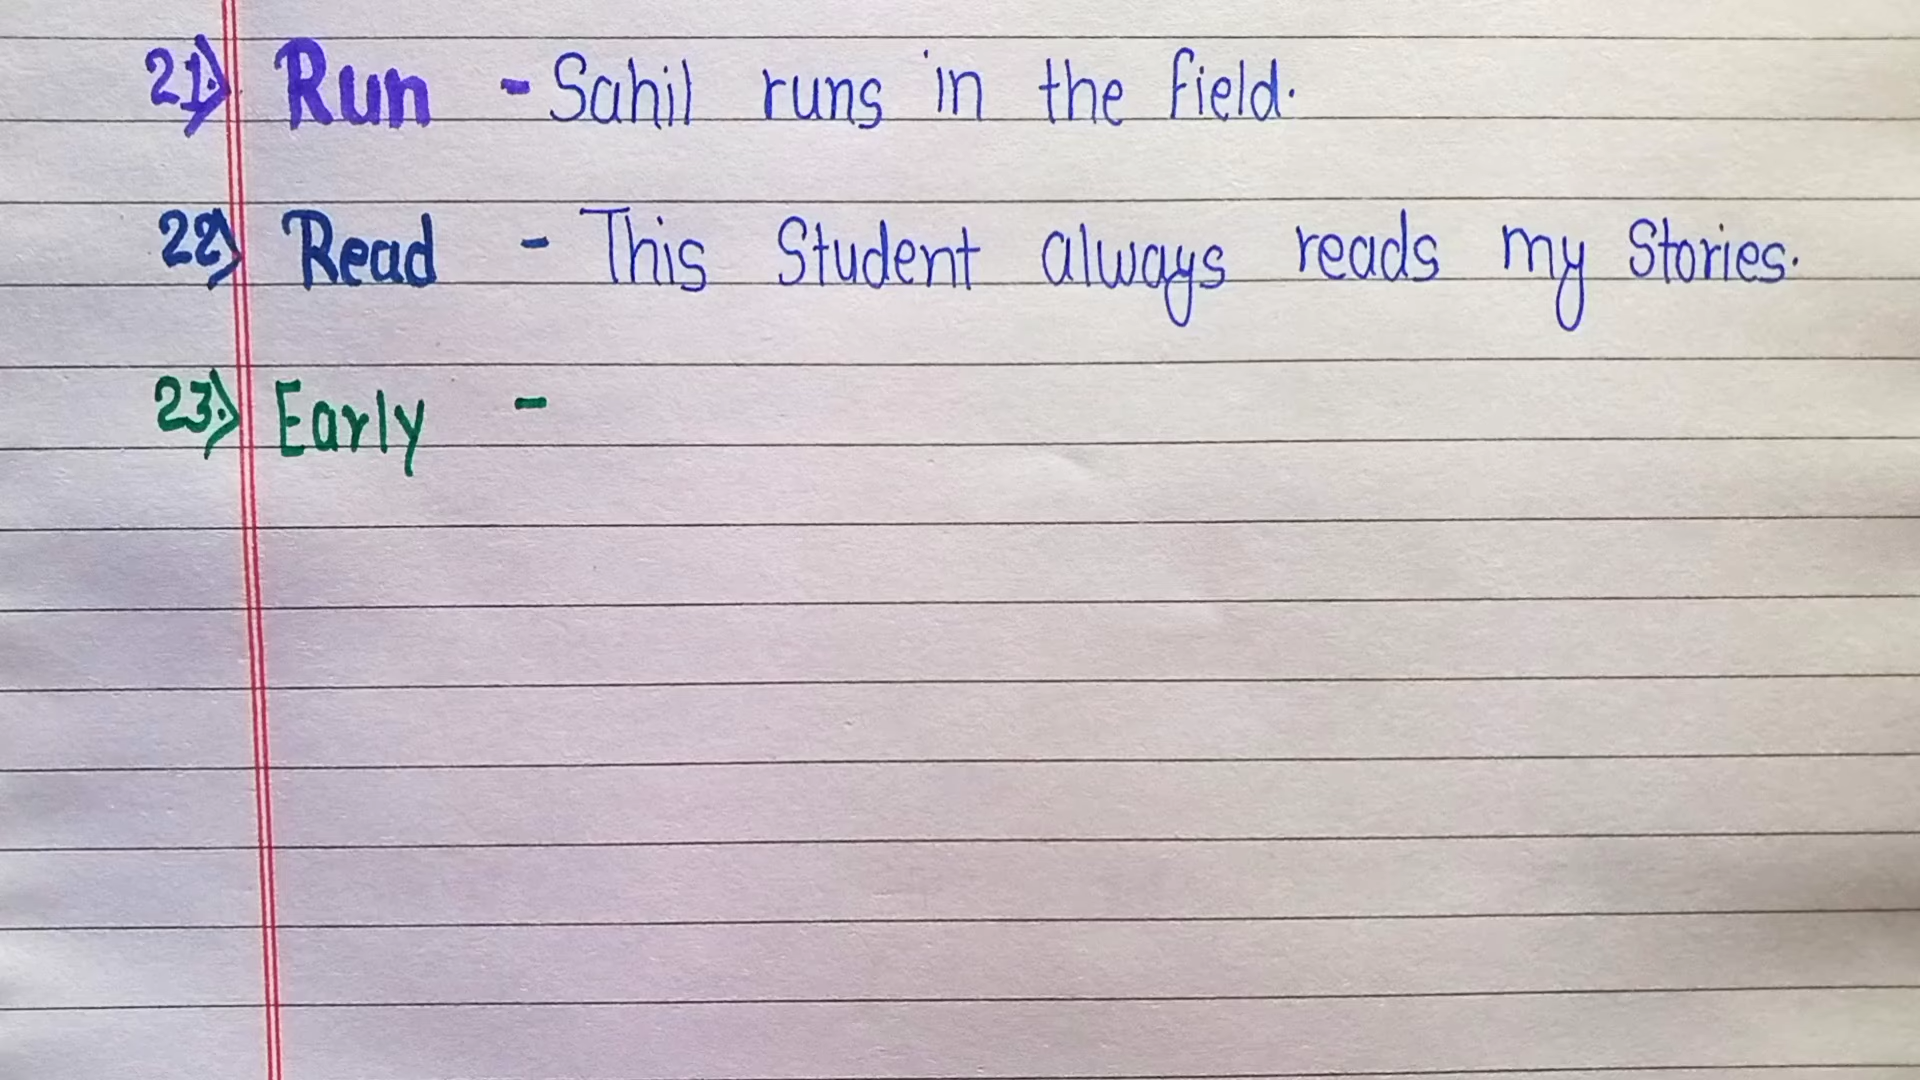 21.) Run - Sahil runs in the field.
22) Read - This Student always reads my Stories.
23.) Early -